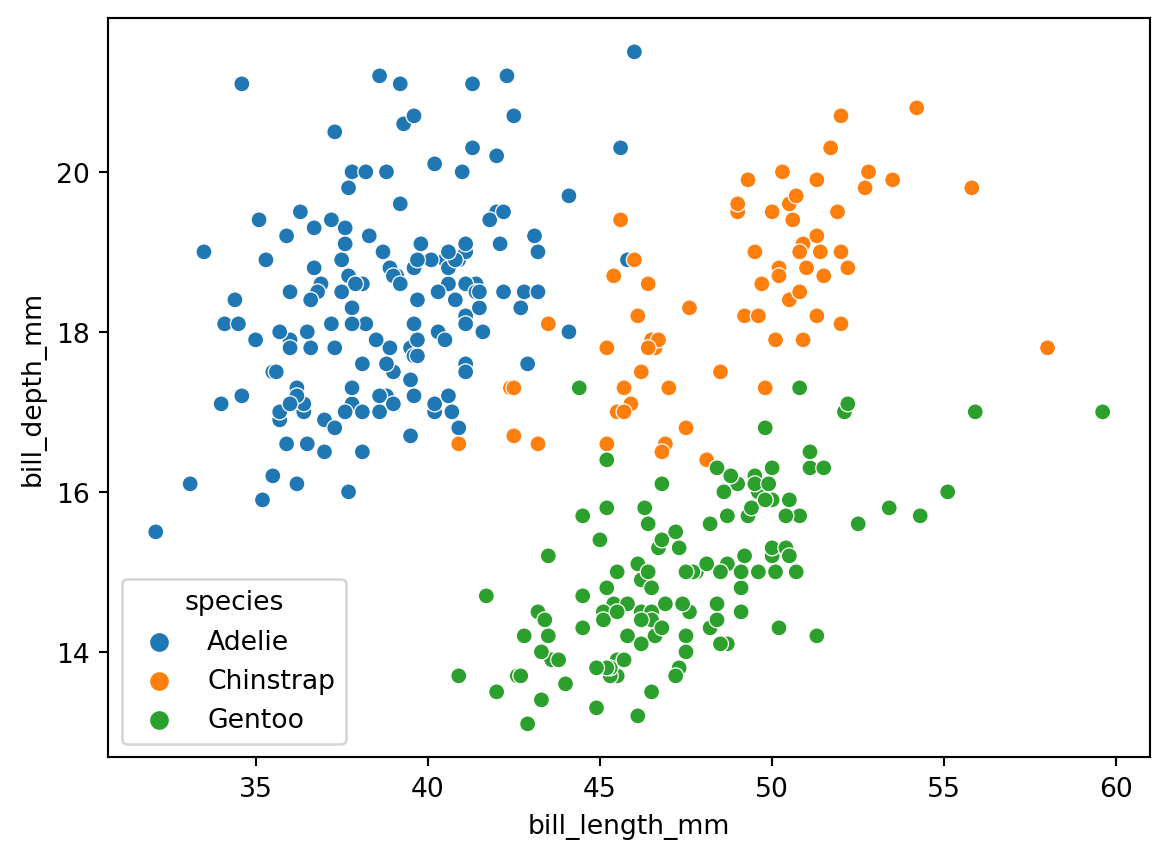 20
18
16
14
bill_depth_mm
species
Adelie
Chinstrap
Gentoo
35 40 45 50 55 60
bill_length_mm